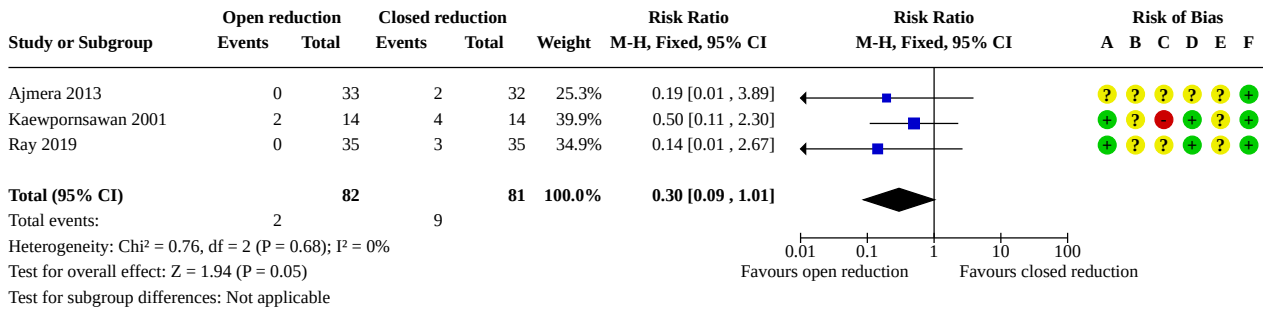 Open reduction Closed reduction Risk Ratio Risk Ratio Risk of Bias
Study or Subgroup Events Total Events Total Weight M-H, Fixed, 95% CI M-H, Fixed, 95% CI A B C D E F
Ajmera 2013 0 33 2 32 25.3% 0.19 [0.01 , 3.89] ? ? ? ? ? +
Kaewpornsawan 2001 2 14 4 14 39.9% 0.50 [0.11 , 2.30] + ? - + ? +
Ray 2019 0 35 3 35 34.9% 0.14 [0.01 , 2.67] + ? ? + ? +
Total (95% CI) 82 81 100.0% 0.30 [0.09 , 1.01]
Total events: 2 9
Heterogeneity: Chi² = 0.76, df = 2 (P = 0.68); I² = 0%
0.01 0.1 1 10 100
Test for overall effect: Z = 1.94 (P = 0.05)
Favours open reduction Favours closed reduction
Test for subgroup differences: Not applicable